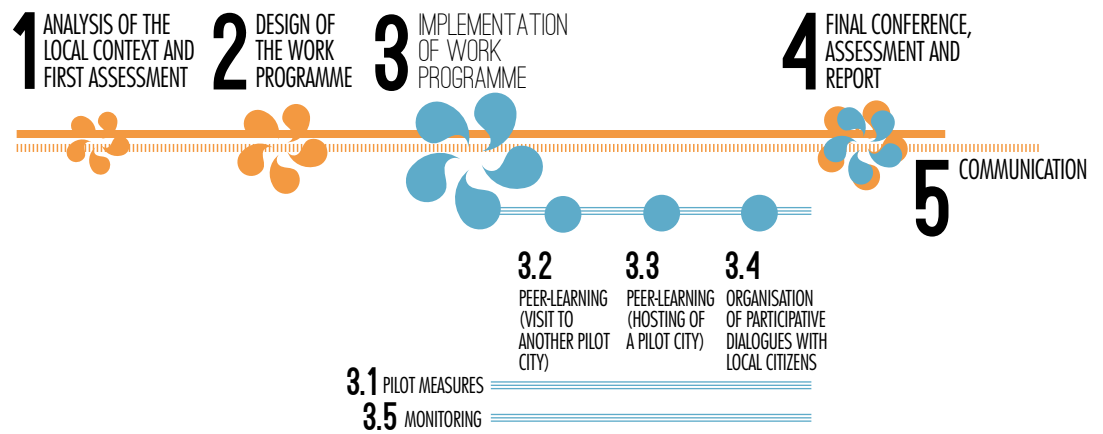 1 ANALYSIS OF THE
LOCAL CONTEXT AND
FIRST ASSESSMENT
2 DESIGN OF
THE WORK
PROGRAMME
3 IMPLEMENTATION
OF WORK
PROGRAMME
4 FINAL CONFERENCE,
ASSESSMENT AND
REPORT
5 COMMUNICATION
3.2
PEER-LEARNING
(VISIT TO
ANOTHER PILOT
CITY)
3.3
PEER-LEARNING
(HOSTING OF
A PILOT CITY)
3.4
ORGANISATION
OF PARTICIPATIVE
DIALOGUES WITH
LOCAL CITIZENS
3.1 PILOT MEASURES
3.5 MONITORING